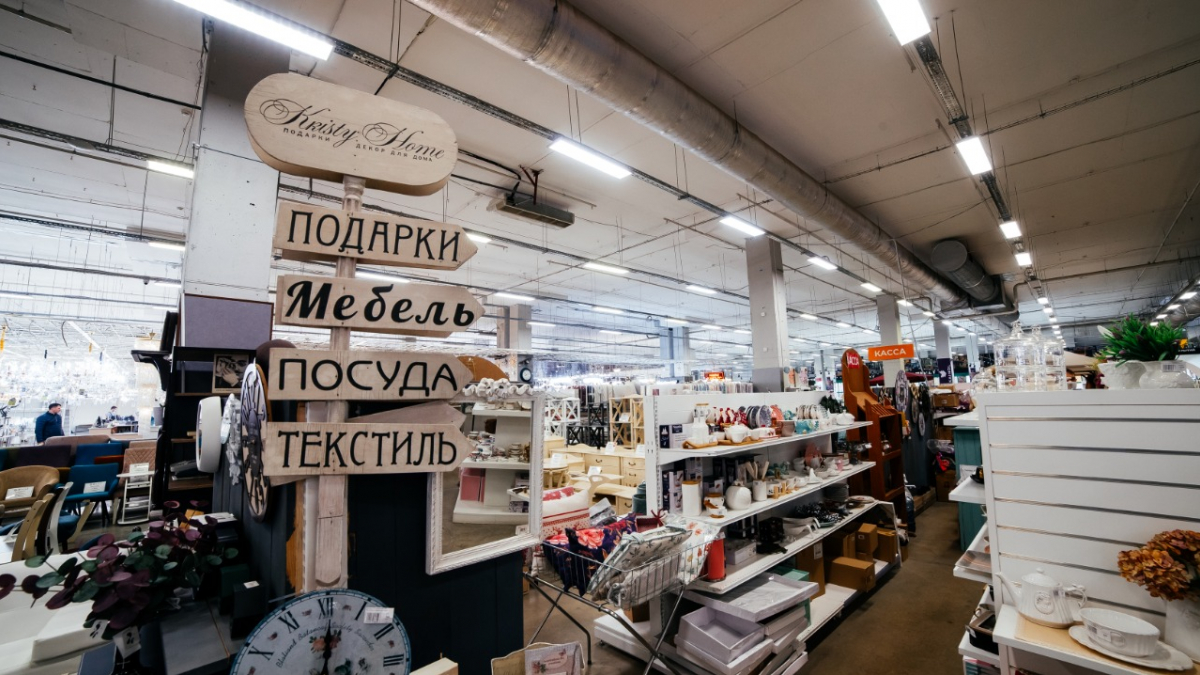 Kristy Home
ПОДАРКИ ДЕКОР ДЛЯ ДОМА
ПОДАРКИ
Мебель
ПОСУДА
ТЕКСТИЛЬ
КАССА